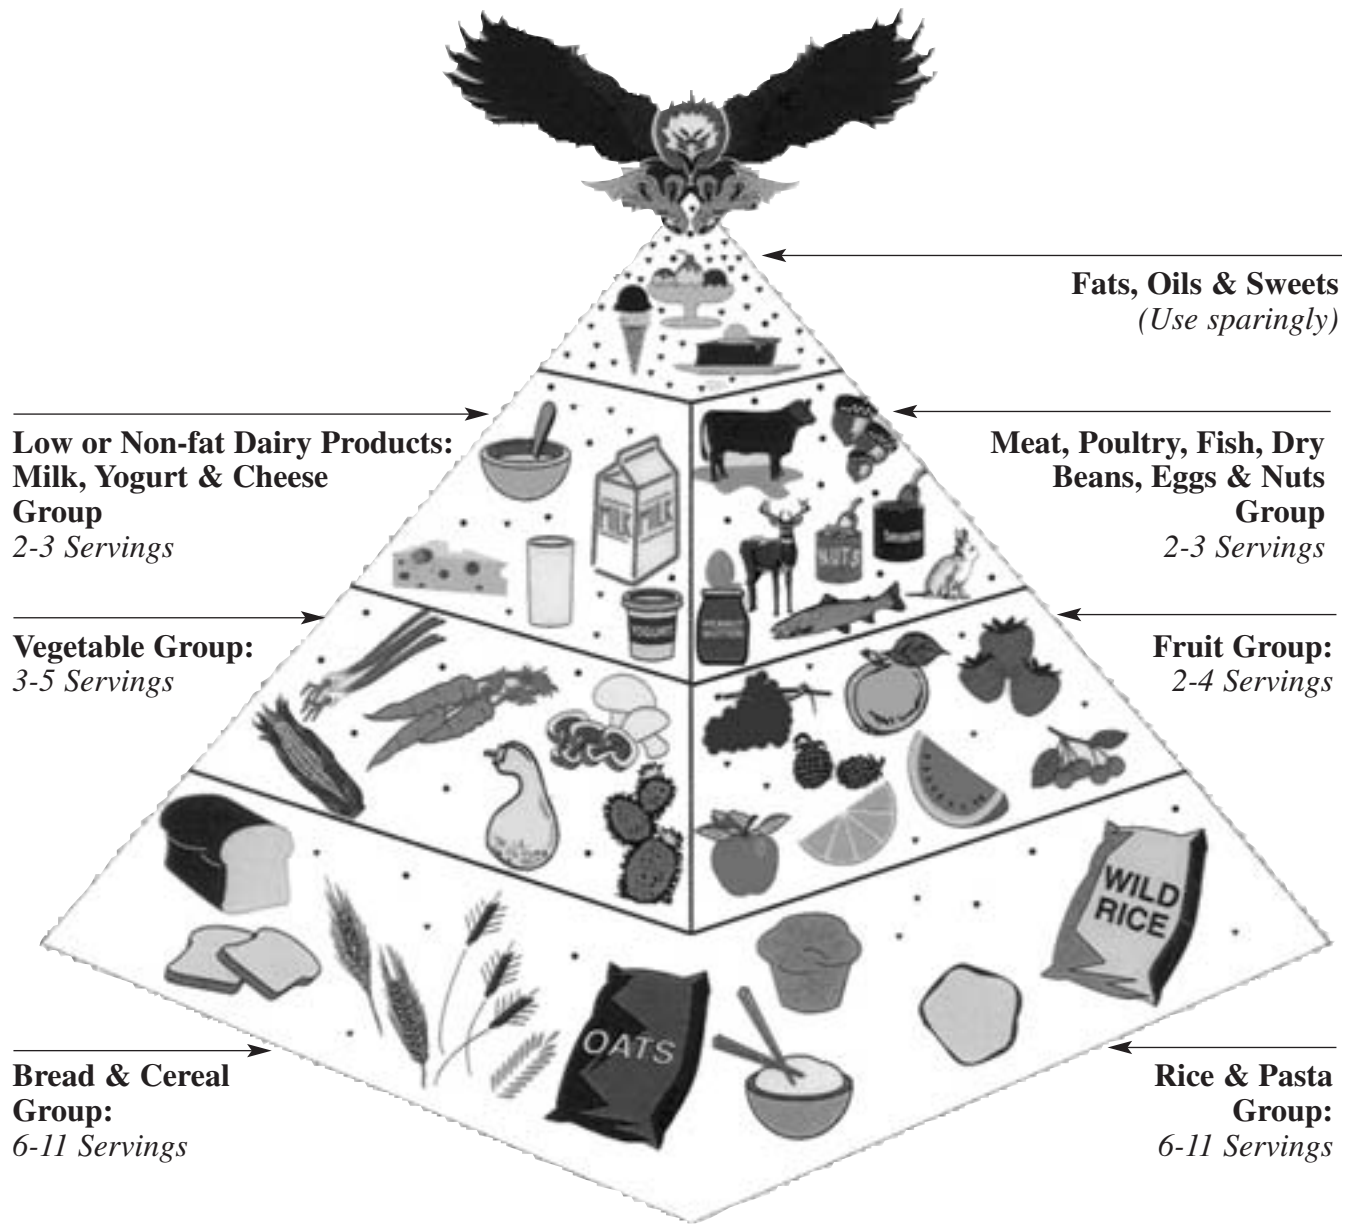 Fats, Oils & Sweets
(Use sparingly)
Low or Non-fat Dairy Products:
Milk, Yogurt & Cheese
Group
2-3 Servings
Meat, Poultry, Fish, Dry
Beans, Eggs & Nuts
Group
2-3 Servings
MILK
MILK
NUTS
YOGURT
PEANUT
BUTTER
Vegetable Group:
3-5 Servings
Fruit Group:
2-4 Servings
WILD
RICE
OATS
Bread & Cereal
Group:
6-11 Servings
Rice & Pasta
Group:
6-11 Servings